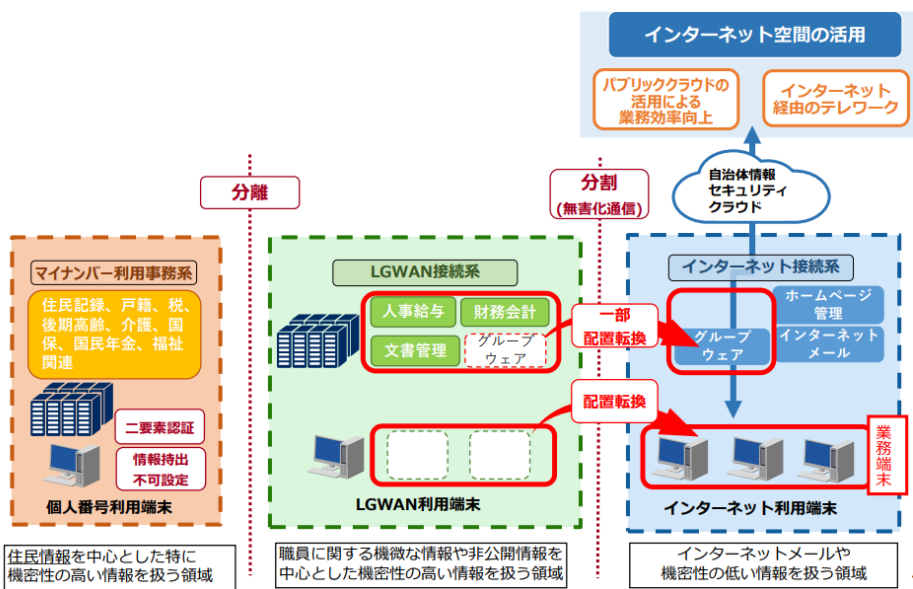 インターネット空間の活用
パブリッククラウドの
活用による
業務効率向上
インターネット
経由のテレワーク
自治体情報
セキュリティ
クラウド
分離
分割
(無害化通信)
マイナンバー利用事務系
住民記録、戸籍、税、
後期高齢、介護、国
保、国民年金、福祉
関連
二要素認証
情報持出
不可設定
個人番号利用端末
住民情報を中心とした特に
機密性の高い情報を扱う領域
LGWAN接続系
人事給与
財務会計
文書管理
グループ
ウェア
一部
配置転換
配置転換
LGWAN利用端末
職員に関する機微な情報や非公開情報を
中心とした機密性の高い情報を扱う領域
インターネット接続系
ホームページ
管理
グループ
ウェア
インターネット
メール
業務端末
インターネット利用端末
インターネットメールや
機密性の低い情報を扱う領域